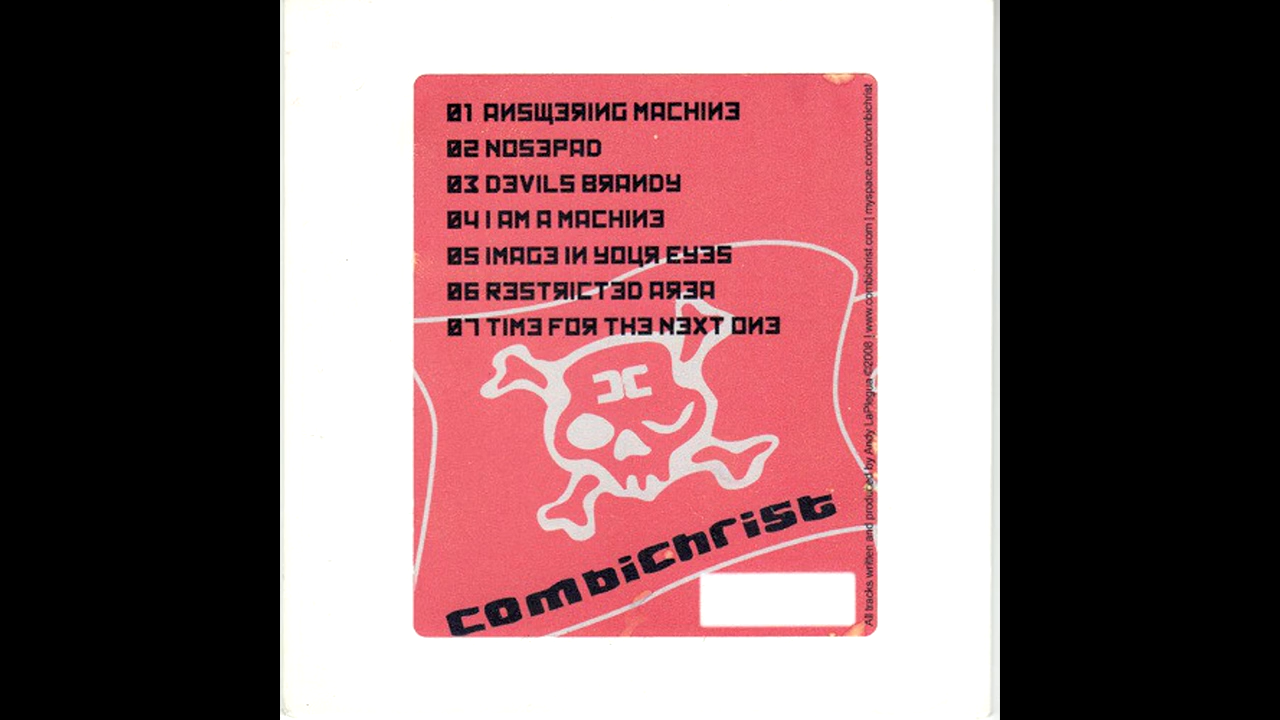 01 ANSWERING MACHINE
02 NOSEPAD
03 DEVILS BRANDY
04 I AM A MACHINE
05 IMAGE IN YOUR EYES
06 RESTRICTED AREA
07 TIME FOR THE NEXT ONE
combichrist
All tracks written and produced by Andy LaPlegua ©2008 | www.combichrist.com | myspace.com/combichrist